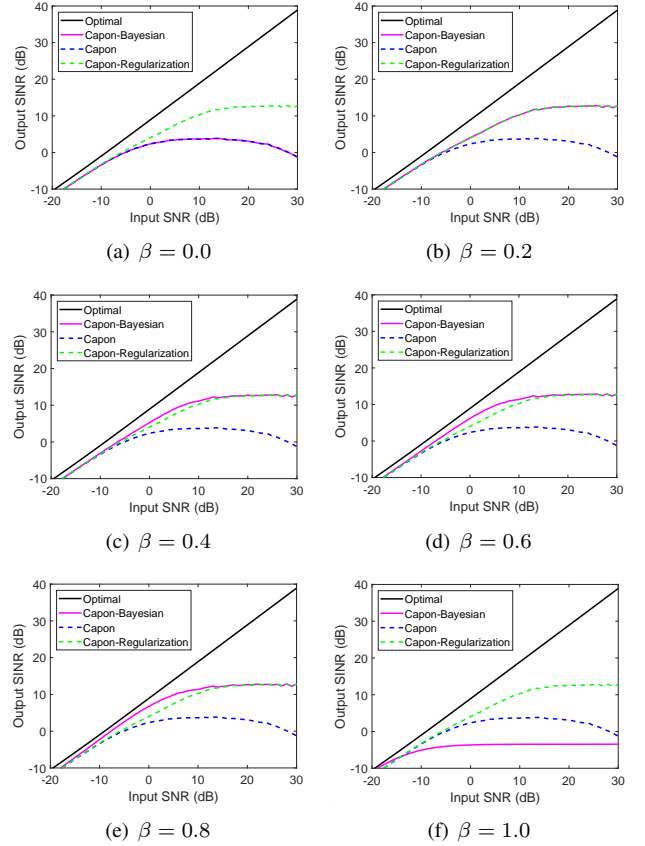 40
30
20
10
0
-10
Output SINR (dB)
Optimal
Capon-Bayesian
Capon
Capon-Regularization
-20 -10 0 10 20 30
Input SNR (dB)
(a) β = 0.0
40
30
20
10
0
-10
Output SINR (dB)
Optimal
Capon-Bayesian
Capon
Capon-Regularization
-20 -10 0 10 20 30
Input SNR (dB)
(b) β = 0.2
40
30
20
10
0
-10
Output SINR (dB)
Optimal
Capon-Bayesian
Capon
Capon-Regularization
-20 -10 0 10 20 30
Input SNR (dB)
(c) β = 0.4
40
30
20
10
0
-10
Output SINR (dB)
Optimal
Capon-Bayesian
Capon
Capon-Regularization
-20 -10 0 10 20 30
Input SNR (dB)
(d) β = 0.6
40
30
20
10
0
-10
Output SINR (dB)
Optimal
Capon-Bayesian
Capon
Capon-Regularization
-20 -10 0 10 20 30
Input SNR (dB)
(e) β = 0.8
40
30
20
10
0
-10
Output SINR (dB)
Optimal
Capon-Bayesian
Capon
Capon-Regularization
-20 -10 0 10 20 30
Input SNR (dB)
(f) β = 1.0